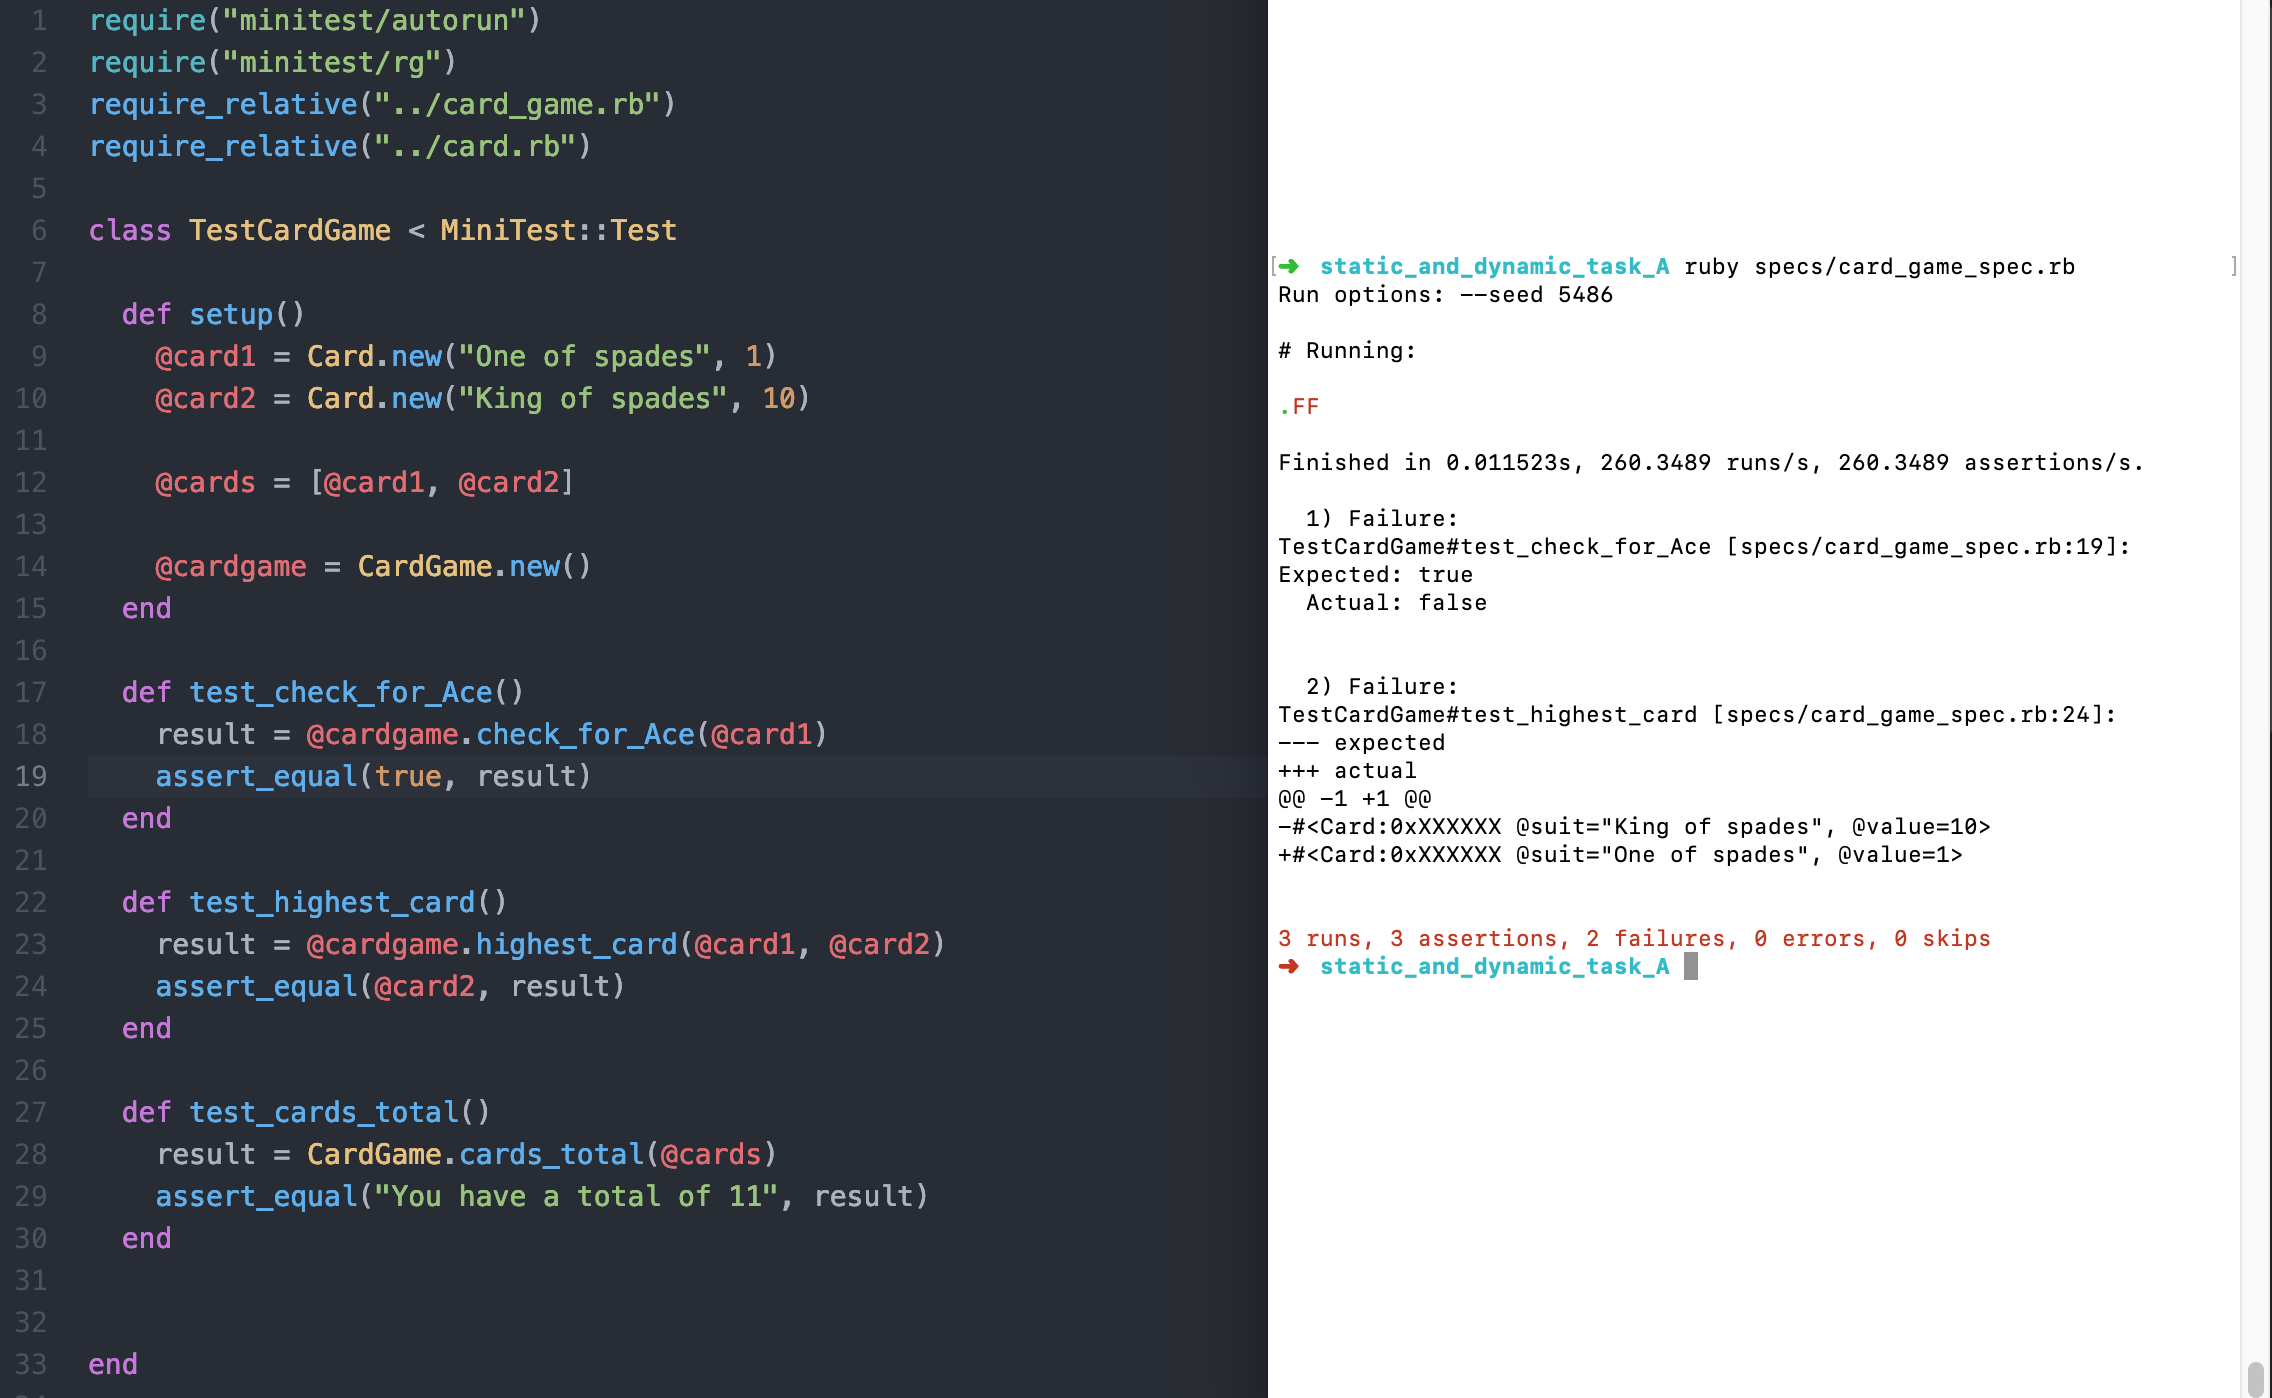 1 require("minitest/autorun")
2 require("minitest/rg")
3 require_relative("../card_game.rb")
4 require_relative("../card.rb")
5
6 class TestCardGame < MiniTest::Test
7
8 def setup()
9 @card1 = Card.new("One of spades", 1)
10 @card2 = Card.new("King of spades", 10)
11
12 @cards = [@card1, @card2]
13
14 @cardgame = CardGame.new()
15 end
16
17 def test_check_for_Ace()
18 result = @cardgame.check_for_Ace(@card1)
19 assert_equal(true, result)
20 end
21
22 def test_highest_card()
23 result = @cardgame.highest_card(@card1, @card2)
24 assert_equal(@card2, result)
25 end
26
27 def test_cards_total()
28 result = CardGame.cards_total(@cards)
29 assert_equal("You have a total of 11", result)
30 end
31
32
33 end
[➜ static_and_dynamic_task_A ruby specs/card_game_spec.rb ]
Run options: --seed 5486
# Running:
.FF
Finished in 0.011523s, 260.3489 runs/s, 260.3489 assertions/s.
1) Failure:
TestCardGame#test_check_for_Ace [specs/card_game_spec.rb:19]:
Expected: true
Actual: false
2) Failure:
TestCardGame#test_highest_card [specs/card_game_spec.rb:24]:
--- expected
+++ actual
@@ -1 +1 @@
-#<Card:0xXXXXXX @suit="King of spades", @value=10>
+#<Card:0xXXXXXX @suit="One of spades", @value=1>
3 runs, 3 assertions, 2 failures, 0 errors, 0 skips
➜ static_and_dynamic_task_A